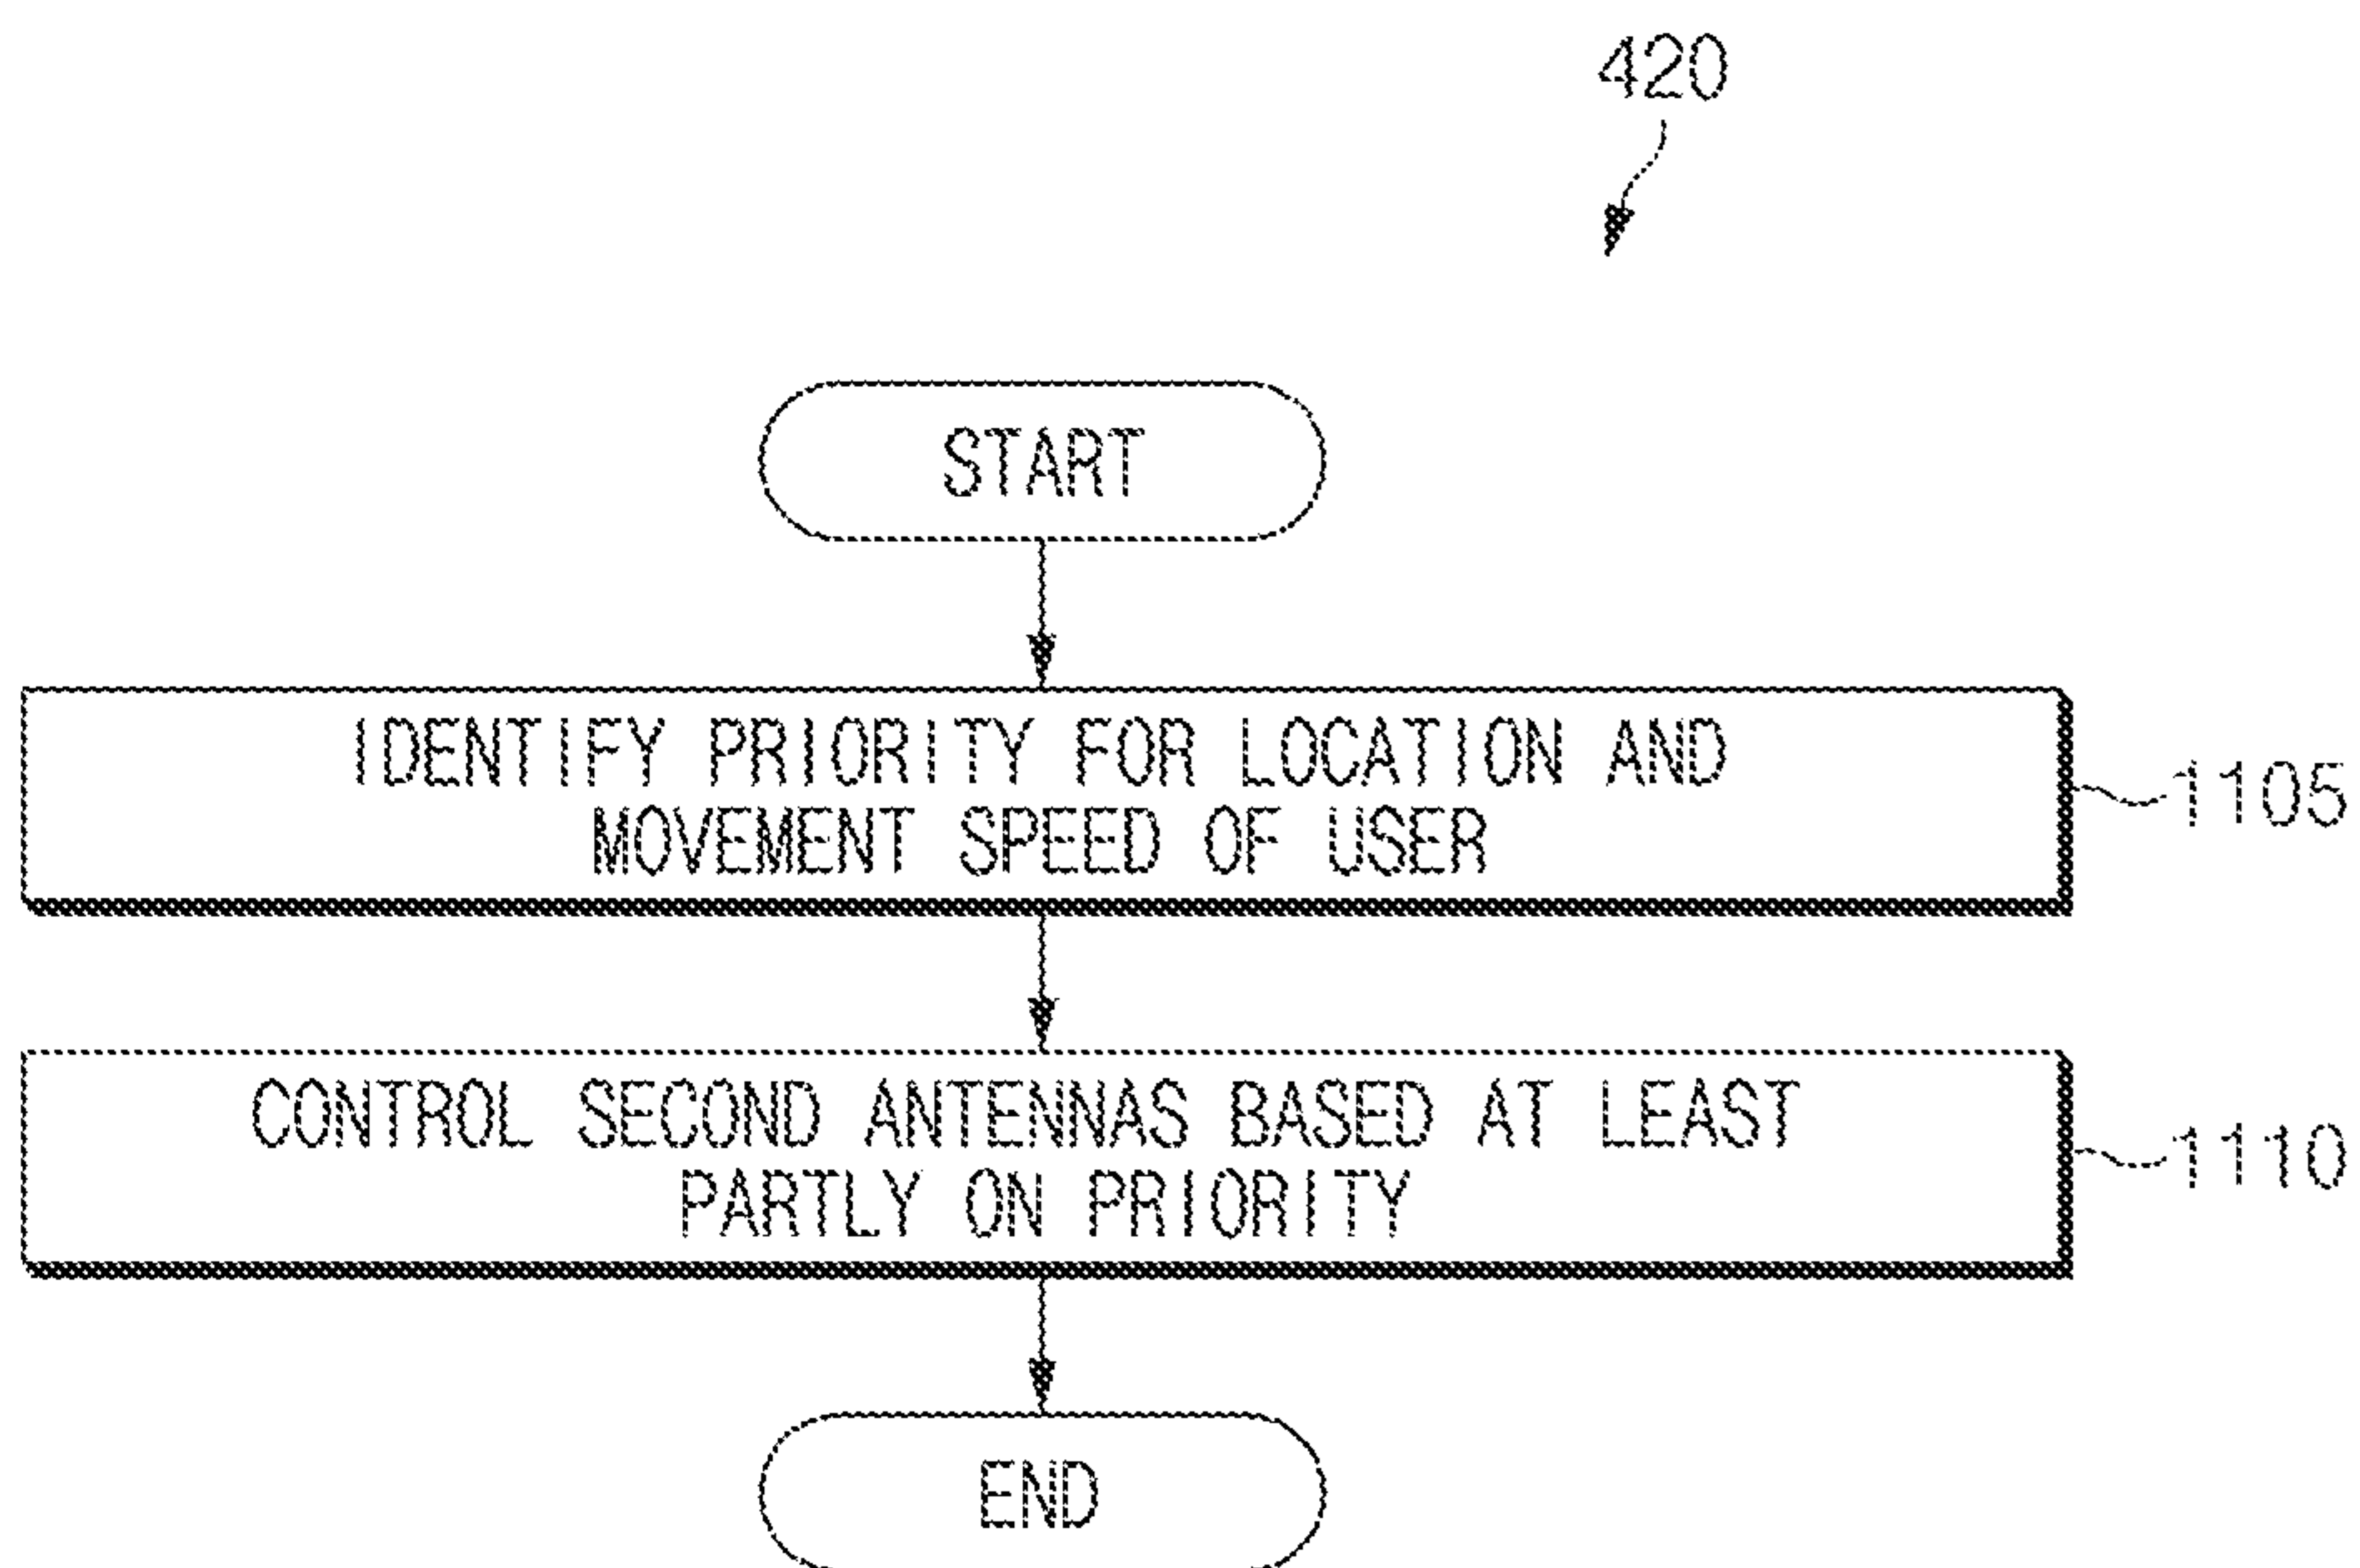 420
START
IDENTIFY PRIORITY FOR LOCATION AND
MOVEMENT SPEED OF USER
1105
CONTROL SECOND ANTENNAS BASED AT LEAST
PARTLY ON PRIORITY
1110
END